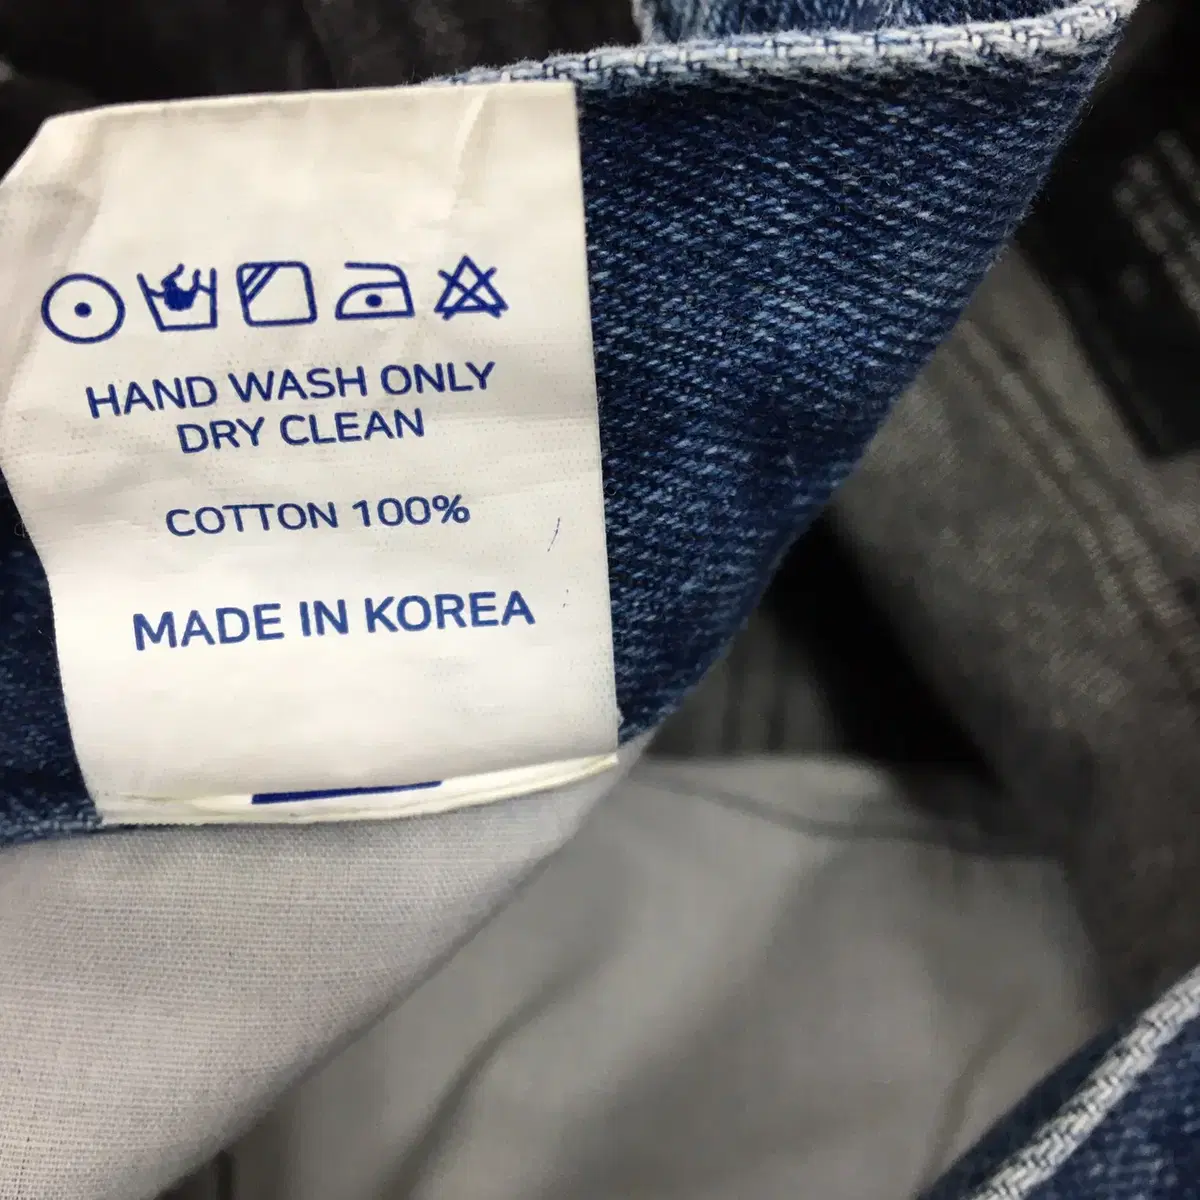 HAND WASH ONLY
DRY CLEAN
COTTON 100%
MADE IN KOREA